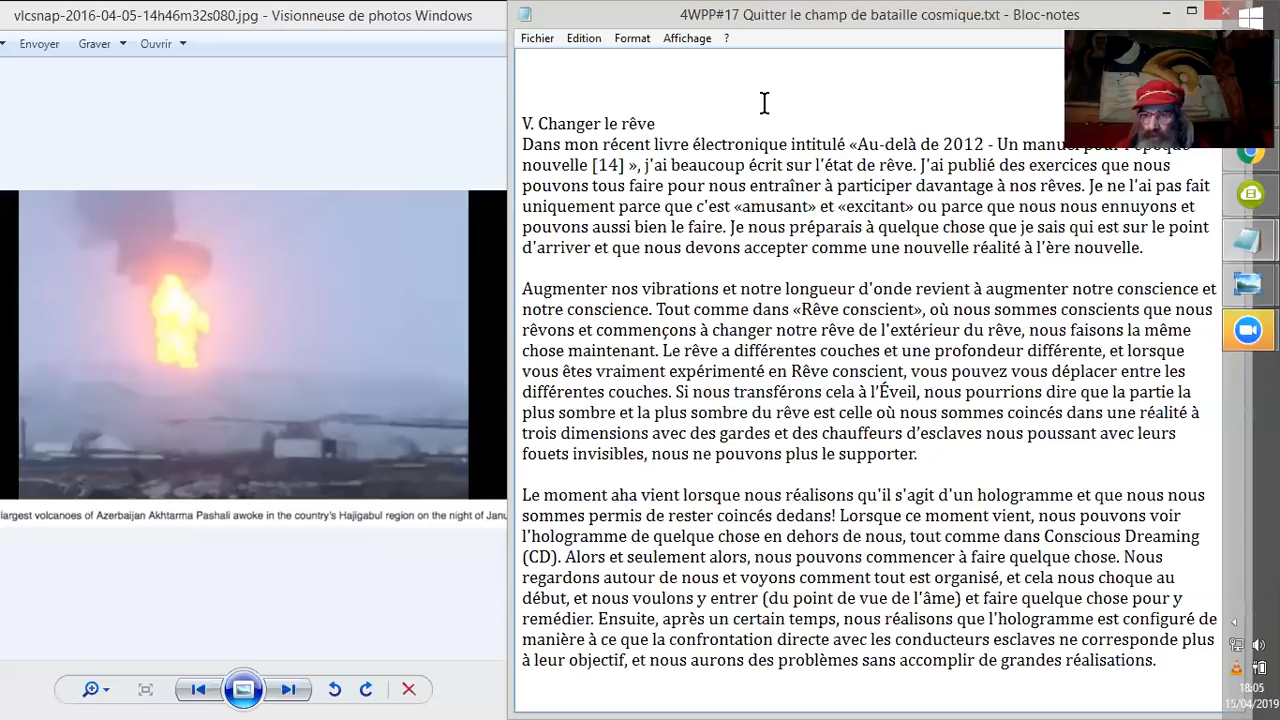 vlcsnap-2016-04-05-14h46m32s080.jpg - Visionneuse de photos Windows
Envoyer Graver Ouvrir
largest volcanoes of Azerbaijan Akhtarma Pashali awoke in the country's Hajigabul region on the night of Janu
4WPP#17 Quitter le champ de bataille cosmique.txt - Bloc-notes
Fichier Edition Format Affichage ?
V. Changer le rêve
Dans mon récent livre électronique intitulé «Au-delà de 2012 - Un manuel pour l'époque
nouvelle [14] », j'ai beaucoup écrit sur l'état de rêve. J'ai publié des exercices que nous
pouvons tous faire pour nous entraîner à participer davantage à nos rêves. Je ne l'ai pas fait
uniquement parce que c'est «amusant» et «excitant» ou parce que nous nous ennuyons et
pouvons aussi bien le faire. Je nous préparais à quelque chose que je sais qui est sur le point
d'arriver et que nous devons accepter comme une nouvelle réalité à l'ère nouvelle.
Augmenter nos vibrations et notre longueur d'onde revient à augmenter notre conscience et
notre conscience. Tout comme dans «Rêve conscient», où nous sommes conscients que nous
rêvons et commençons à changer notre rêve de l'extérieur du rêve, nous faisons la même
chose maintenant. Le rêve a différentes couches et une profondeur différente, et lorsque
vous êtes vraiment expérimenté en Rêve conscient, vous pouvez vous déplacer entre les
différentes couches. Si nous transférons cela à l'Éveil, nous pourrions dire que la partie la
plus sombre et la plus sombre du rêve est celle où nous sommes coincés dans une réalité à
trois dimensions avec des gardes et des chauffeurs d'esclaves nous poussant avec leurs
fouets invisibles, nous ne pouvons plus le supporter.
Le moment aha vient lorsque nous réalisons qu'il s'agit d'un hologramme et que nous nous
sommes permis de rester coincés dedans! Lorsque ce moment vient, nous pouvons voir
l'hologramme de quelque chose en dehors de nous, tout comme dans Conscious Dreaming
(CD). Alors et seulement alors, nous pouvons commencer à faire quelque chose. Nous
regardons autour de nous et voyons comment tout est organisé, et cela nous choque au
début, et nous voulons y entrer (du point de vue de l'âme) et faire quelque chose pour y
remédier. Ensuite, après un certain temps, nous réalisons que l'hologramme est configuré de
manière à ce que la confrontation directe avec les conducteurs esclaves ne corresponde plus
à leur objectif, et nous aurons des problèmes sans accomplir de grandes réalisations.
18:05
15/04/2019